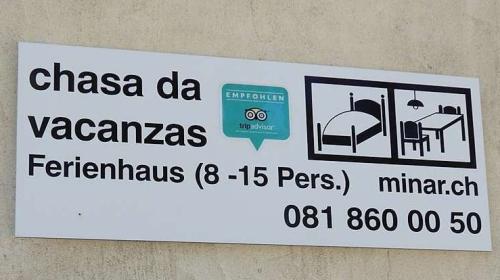 chasa da
vacanzas
EMPFOHLEN
tripadvisor
Ferienhaus (8 -15 Pers.) minar.ch
081 860 00 50